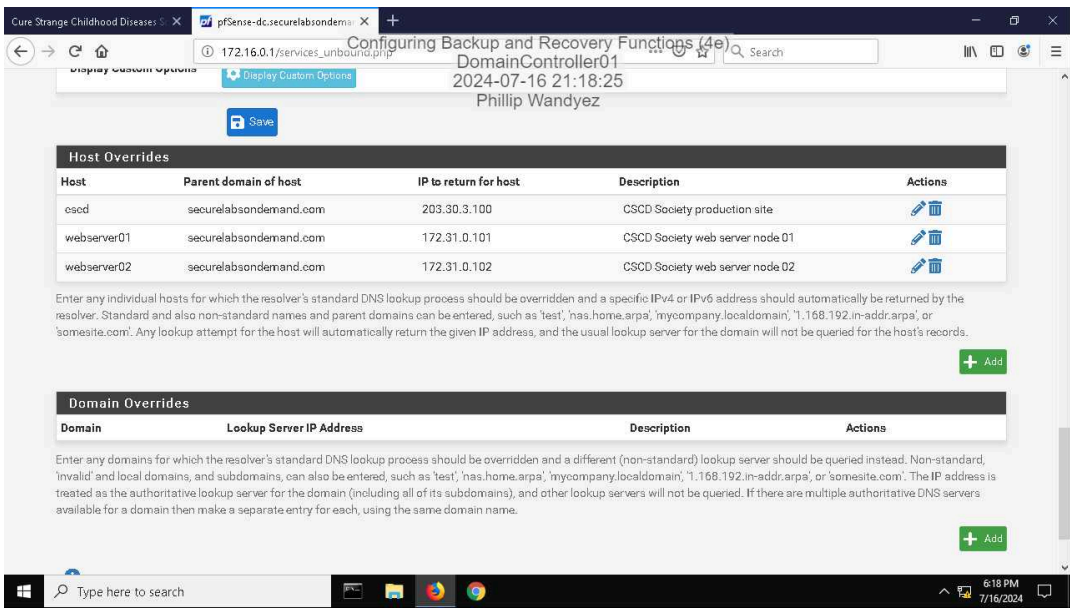 Cure Strange Childhood Diseases S
pfSense-dc.securelabsondema
172.16.0.1/services_unbound.php
Search
Configuring Backup and Recovery Functions (4e)
DomainController01
2024-07-16 21:18:25
Phillip Wandyez
Display Custom Options
Display Custom Options
Save
Host Overrides
Host Parent domain of host IP to return for host Description Actions
cscd securelabsondemand.com 203.30.3.100 CSCD Society production site
webserver01 securelabsondemand.com 172.31.0.101 CSCD Society web server node 01
webserver02 securelabsondemand.com 172.31.0.102 CSCD Society web server node 02
Enter any individual hosts for which the resolver's standard DNS lookup process should be overridden and a specific IPv4 or IPv6 address should automatically be returned by the
resolver. Standard and also non-standard names and parent domains can be entered, such as 'test', 'nas.home.arpa', 'mycompany.localdomain', '1.168.192.in-addr.arpa', or
'somesite.com'. Any lookup attempt for the host will automatically return the given IP address, and the usual lookup server for the domain will not be queried for the host's records.
Add
Domain Overrides
Domain Lookup Server IP Address Description Actions
Enter any domains for which the resolver's standard DNS lookup process should be overridden and a different (non-standard) lookup server should be queried instead. Non-standard,
'invalid' and local domains, and subdomains, can also be entered, such as 'test', 'nas.home.arpa', 'mycompany.localdomain', '1.168.192.in-addr.arpa', or 'somesite.com'. The IP address is
treated as the authoritative lookup server for the domain (including all of its subdomains), and other lookup servers will not be queried. If there are multiple authoritative DNS servers
available for a domain then make a separate entry for each, using the same domain name.
Add
Type here to search
6:18 PM
7/16/2024